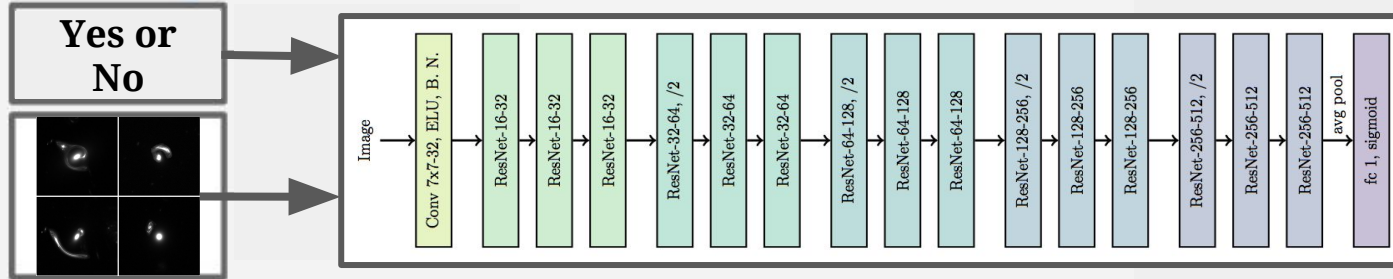 Yes or
No
Image
Conv 7x7-32, ELU, B. N.
ResNet-16-32
ResNet-16-32
ResNet-16-32
ResNet-32-64, /2
ResNet-32-64
ResNet-32-64
ResNet-64-128, /2
ResNet-64-128
ResNet-64-128
ResNet-128-256, /2
ResNet-128-256
ResNet-128-256
ResNet-256-512, /2
ResNet-256-512
ResNet-256-512
avg pool
fc 1, sigmoid